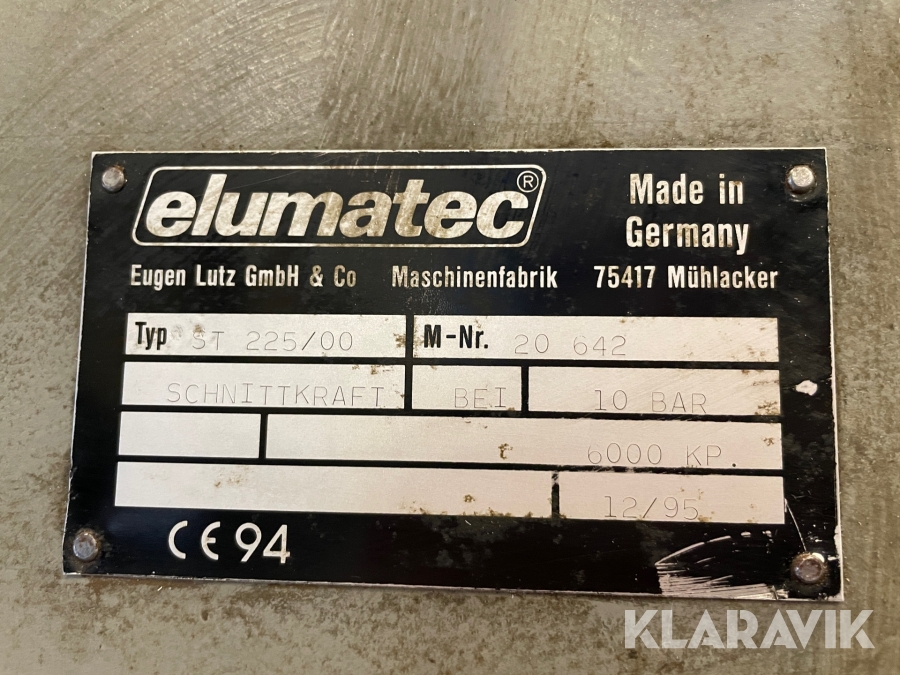 elumatec®
Made in
Germany
Eugen Lutz GmbH & Co Maschinenfabrik 75417 Mühlacker
Typ ST 225/00 M-Nr. 20 642
SCHNITTKRAFT BEI 10 BAR
6000 KP
12/95
CE 94
KLARAVIK